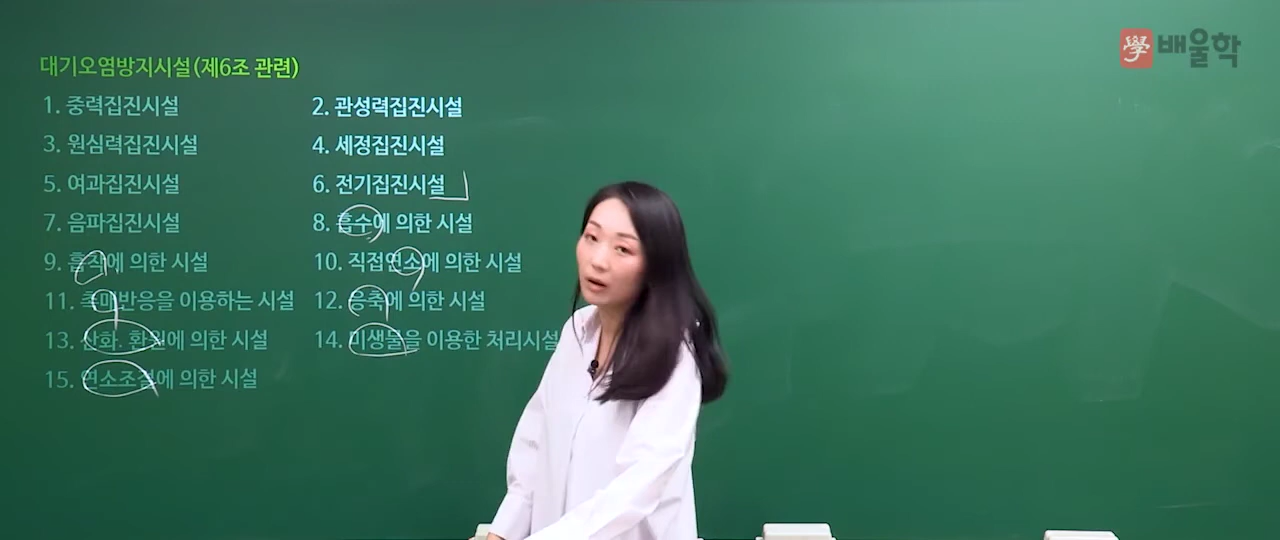 學 배울학
대기오염방지시설(제6조 관련)
1. 중력집진시설 2. 관성력집진시설
3. 원심력집진시설 4. 세정집진시설
5. 여과집진시설 6. 전기집진시설
7. 음파집진시설 8. 흡수에 의한 시설
9. 흡착에 의한 시설 10. 직접연소에 의한 시설
11. 촉매반응을 이용하는 시설 12. 응축에 의한 시설
13. 산화. 환원에 의한 시설 14. 미생물을 이용한 처리시설
15. 연소조절에 의한 시설